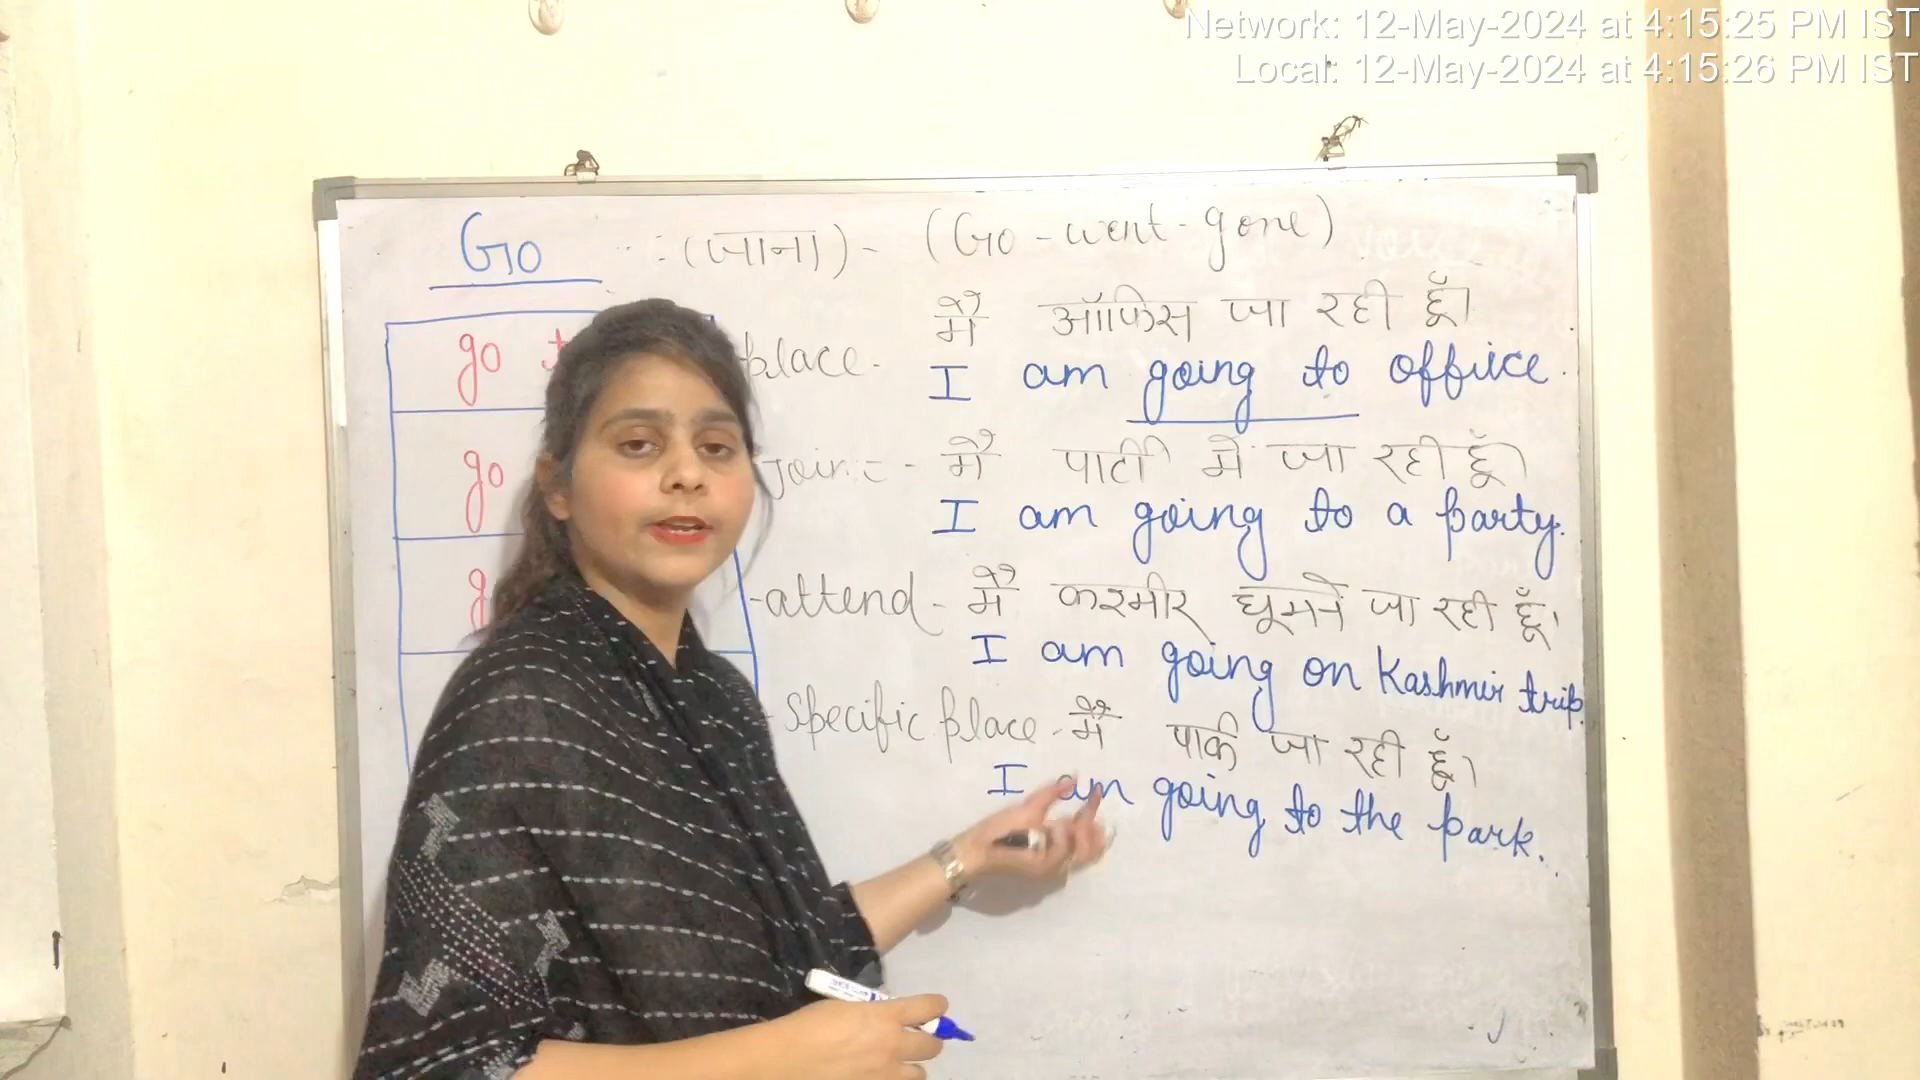 Network: 12-May-2024 at 4:15:25 PM IST
Local: 12-May-2024 at 4:15:26 PM IST
Go :(जाना)- (Go-went-gone)
go
place-
मैं ऑफिस जा रही हूँ।
I am going to office.
go
join - मैं पार्टी में जा रही हूँ।
I am going to a party.
-attend- मैं कश्मीर घूमने जा रही हूँ।
I am going on Kashmir trip.
Specific place- मैं पार्क जा रही हूँ।
I am going to the park.